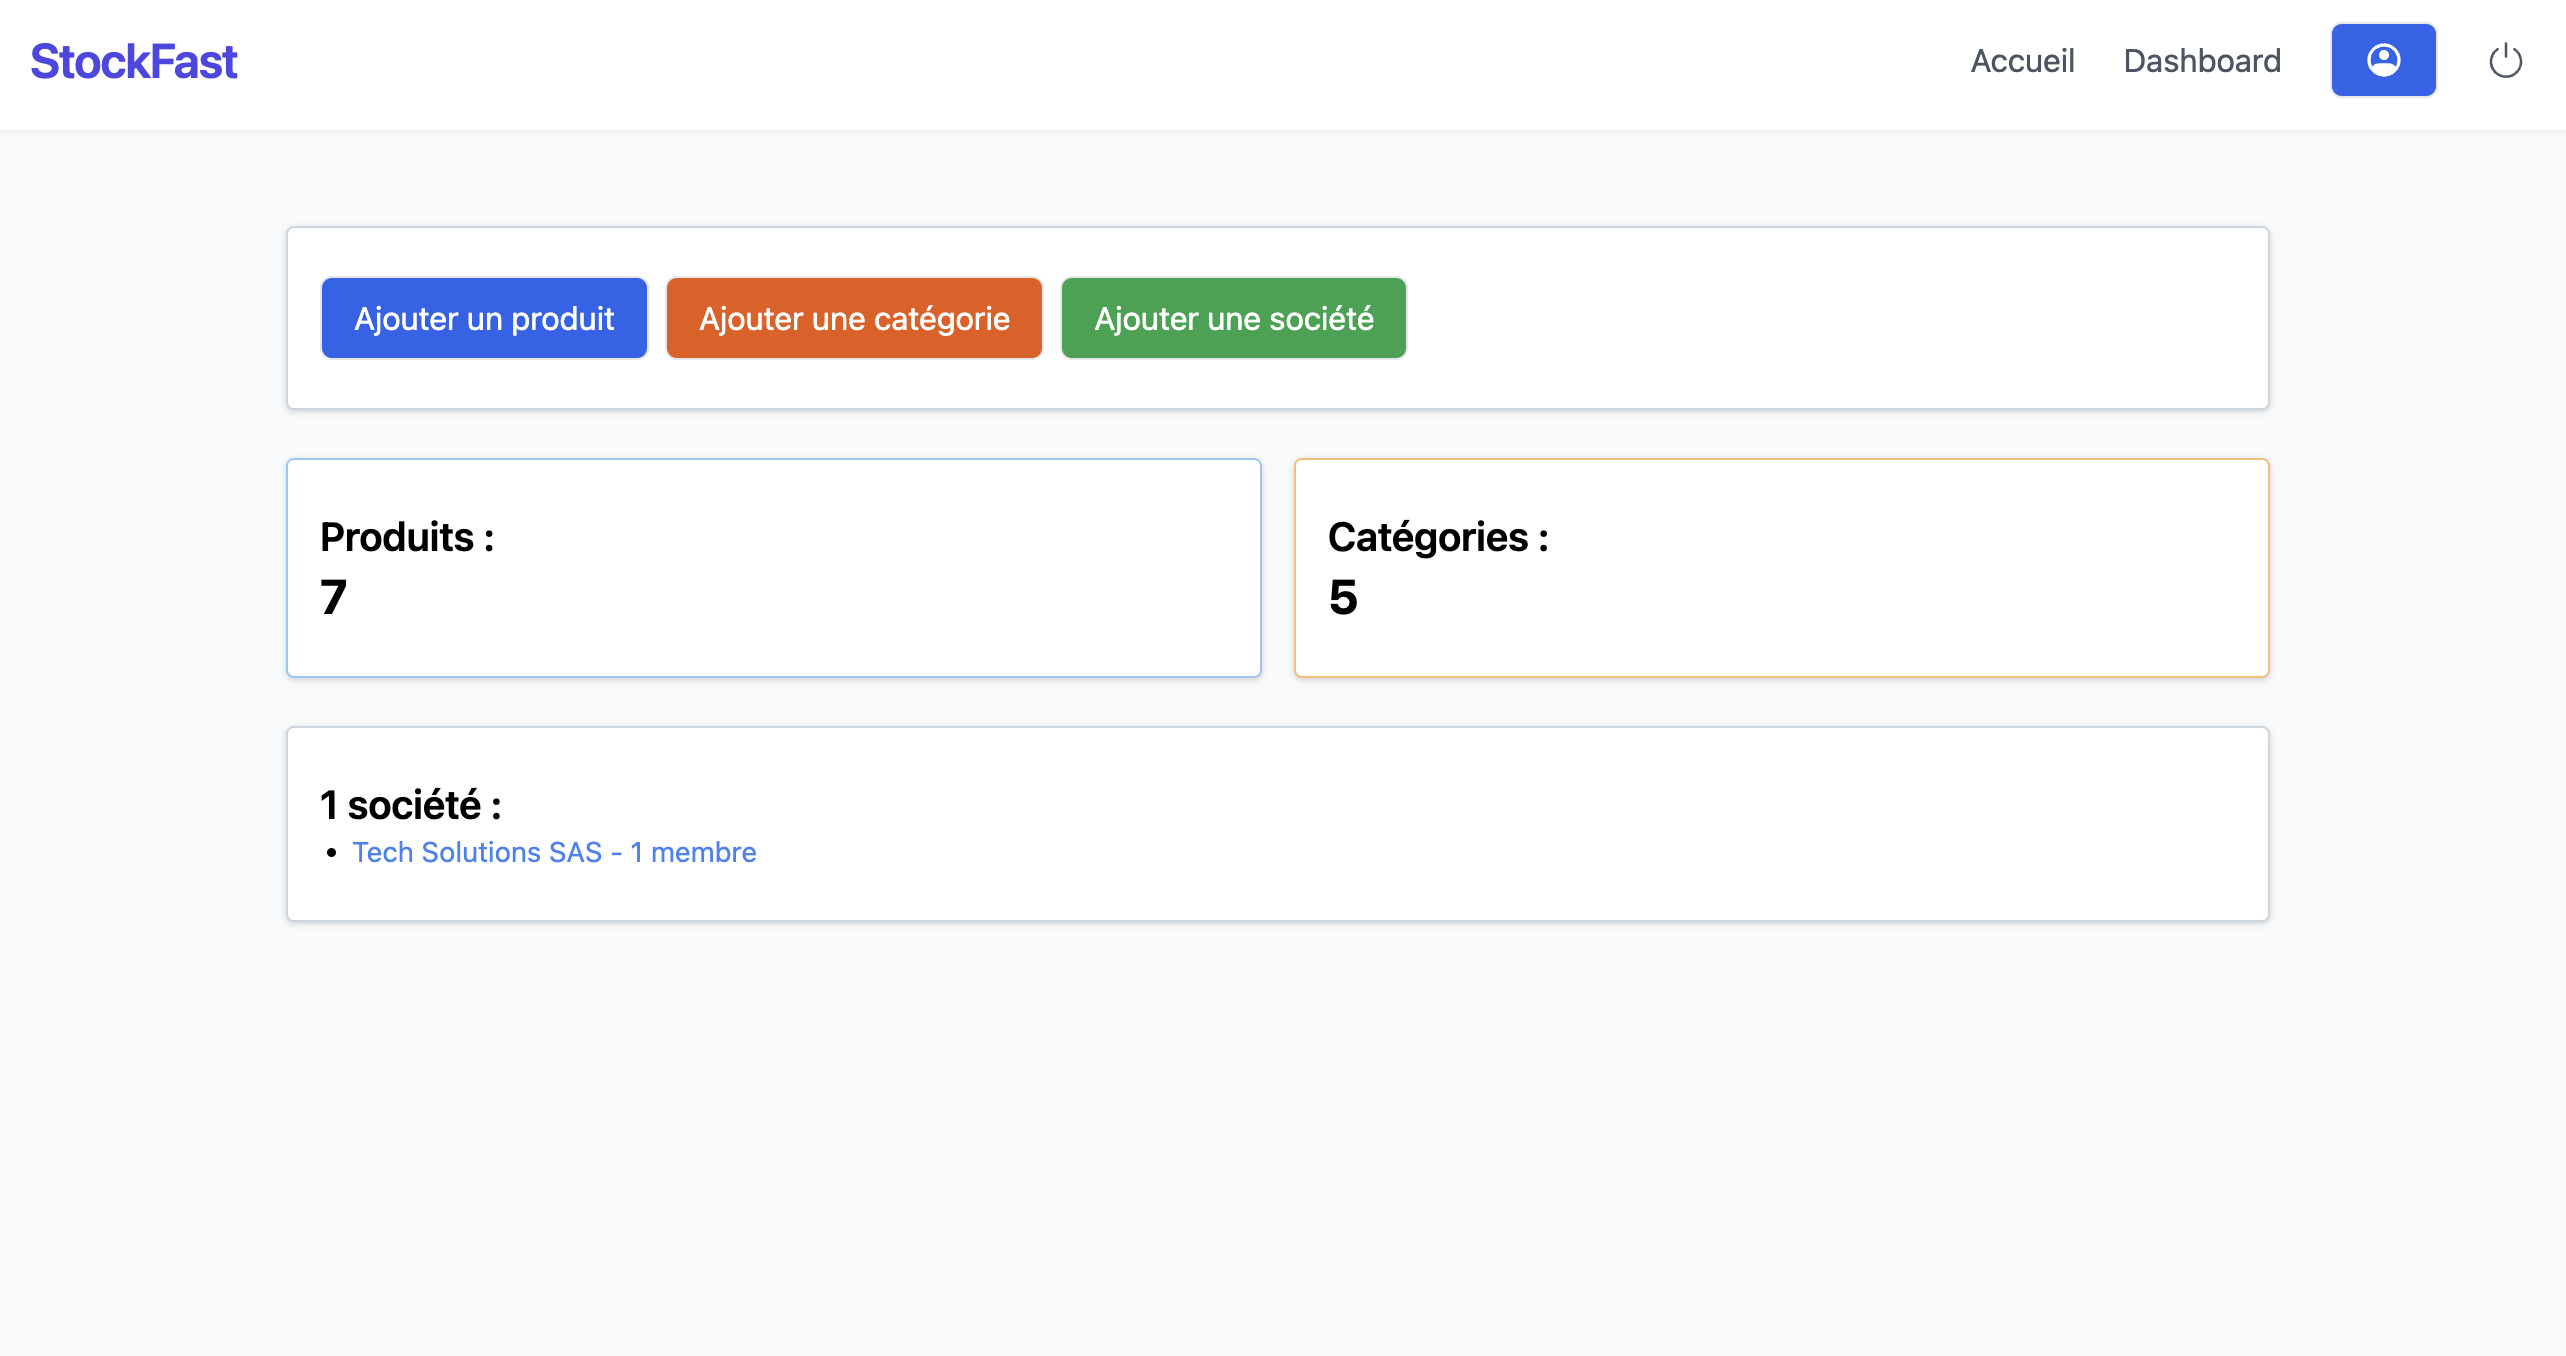 StockFast
Accueil Dashboard
Ajouter un produit Ajouter une catégorie Ajouter une société
Produits :
7
Catégories :
5
1 société :
• Tech Solutions SAS - 1 membre